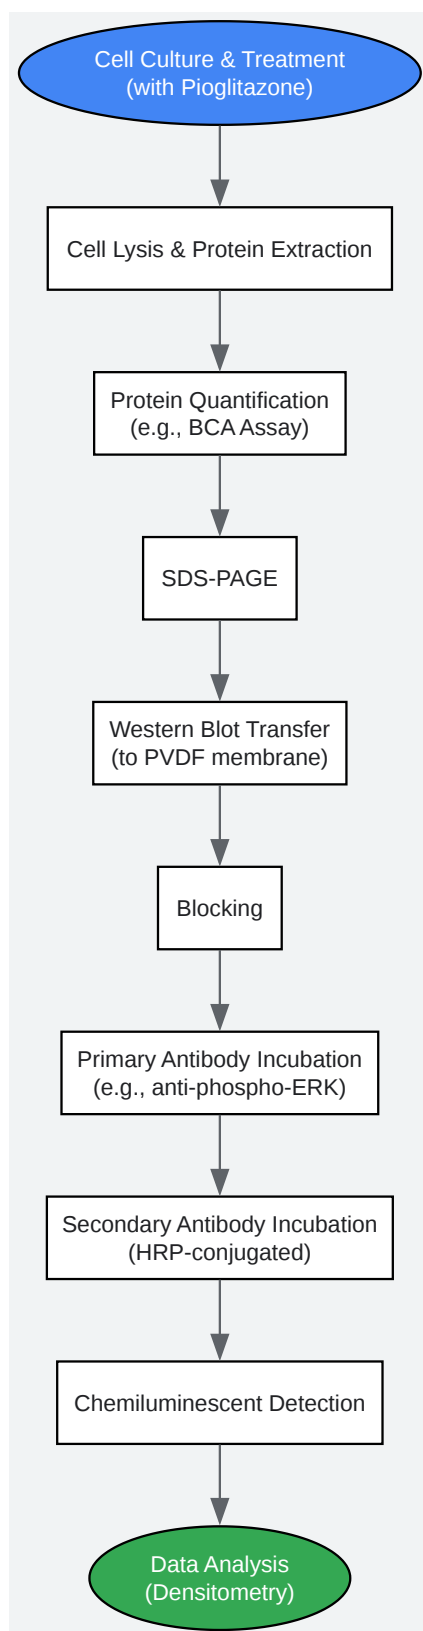 Cell Culture & Treatment
(with Pioglitazone)
Cell Lysis & Protein Extraction
Protein Quantification
(e.g., BCA Assay)
SDS-PAGE
Western Blot Transfer
(to PVDF membrane)
Blocking
Primary Antibody Incubation
(e.g., anti-phospho-ERK)
Secondary Antibody Incubation
(HRP-conjugated)
Chemiluminescent Detection
Data Analysis
(Densitometry)